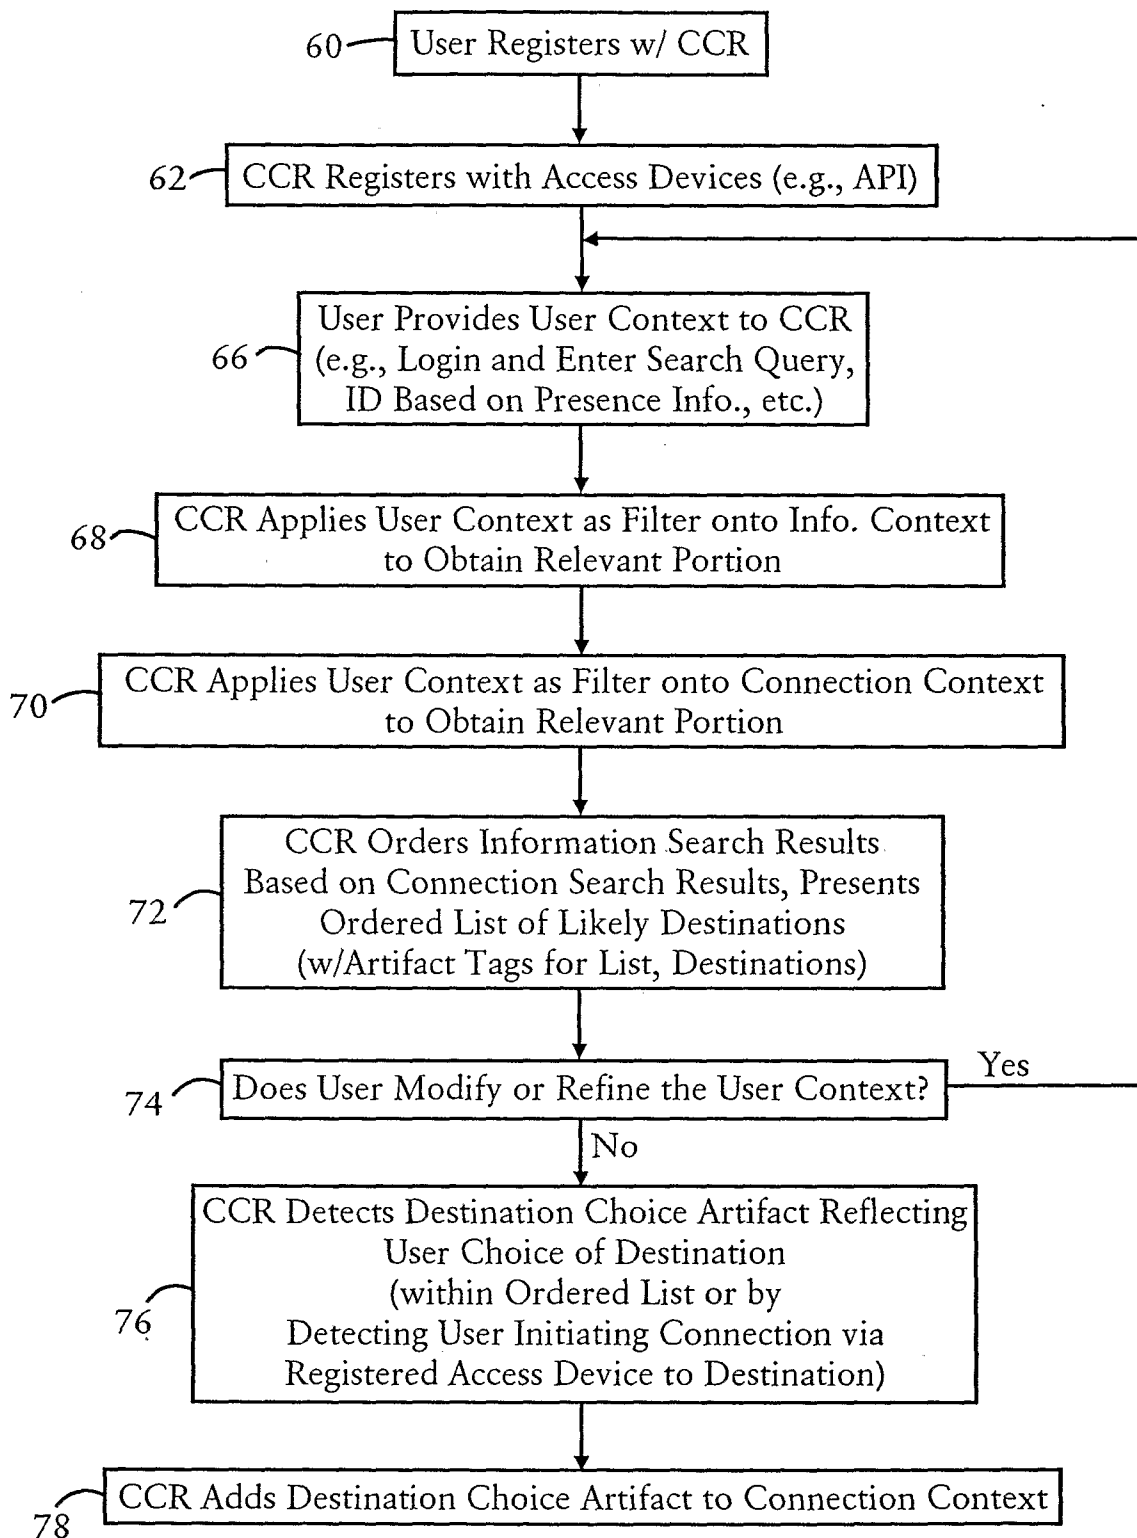 60
User Registers w/ CCR
62
CCR Registers with Access Devices (e.g., API)
66
User Provides User Context to CCR
(e.g., Login and Enter Search Query,
ID Based on Presence Info., etc.)
68
CCR Applies User Context as Filter onto Info. Context
to Obtain Relevant Portion
70
CCR Applies User Context as Filter onto Connection Context
to Obtain Relevant Portion
72
CCR Orders Information Search Results
Based on Connection Search Results, Presents
Ordered List of Likely Destinations
(w/Artifact Tags for List, Destinations)
74
Does User Modify or Refine the User Context?
Yes
No
76
CCR Detects Destination Choice Artifact Reflecting
User Choice of Destination
(within Ordered List or by
Detecting User Initiating Connection via
Registered Access Device to Destination)
78
CCR Adds Destination Choice Artifact to Connection Context